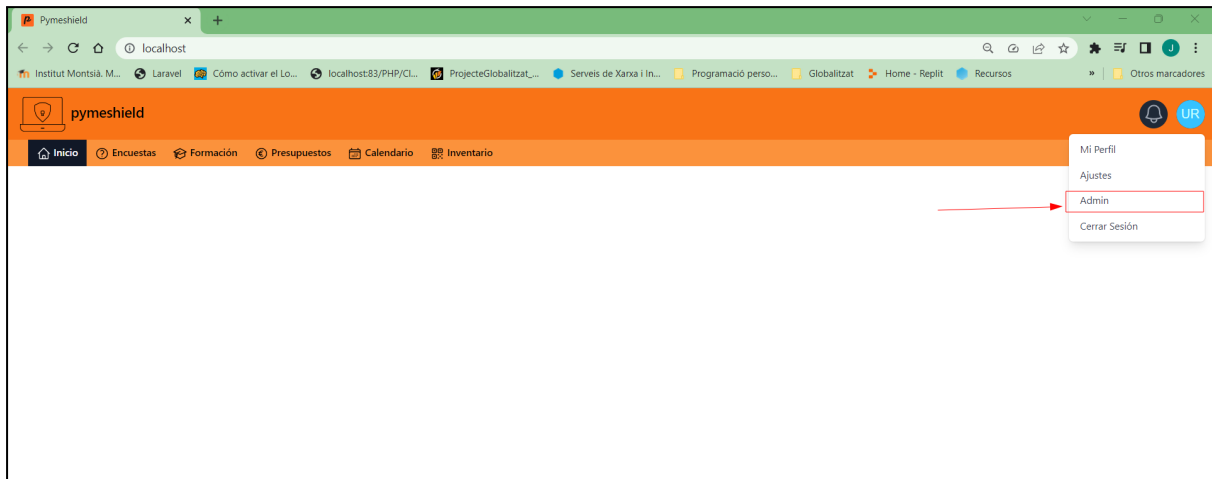 Pymeshield
localhost
Institut Montsià. M... Laravel Cómo activar el Lo... localhost:83/PHP/Cl... ProjecteGlobalitzat_... Serveis de Xarxa i In... Programació perso... Globalitzat Home - Replit Recursos » Otros marcadores
J
pymeshield
UR
Inicio Encuestas Formación Presupuestos Calendario Inventario
Mi Perfil
Ajustes
Admin
Cerrar Sesión